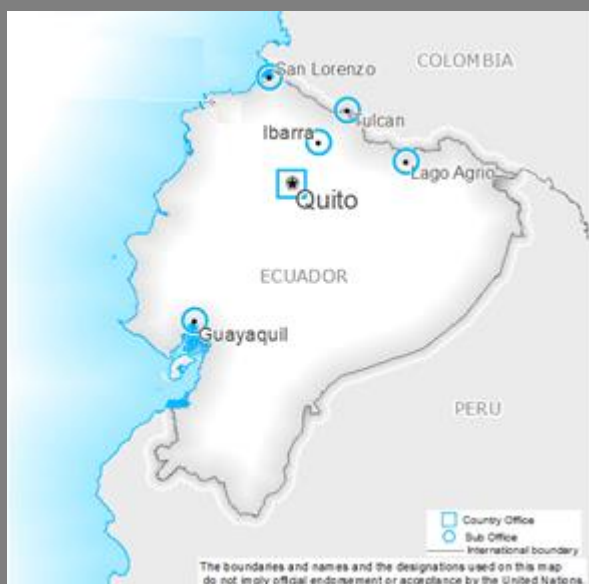 San Lorenzo
COLOMBIA
Tulcan
Ibarra
Lago Agrio
Quito
ECUADOR
Guayaquil
PERU
Country Office
Sub Office
International boundary
The boundaries and names and the designations used on this map
do not imply official endorsement or acceptance by the United Nations.